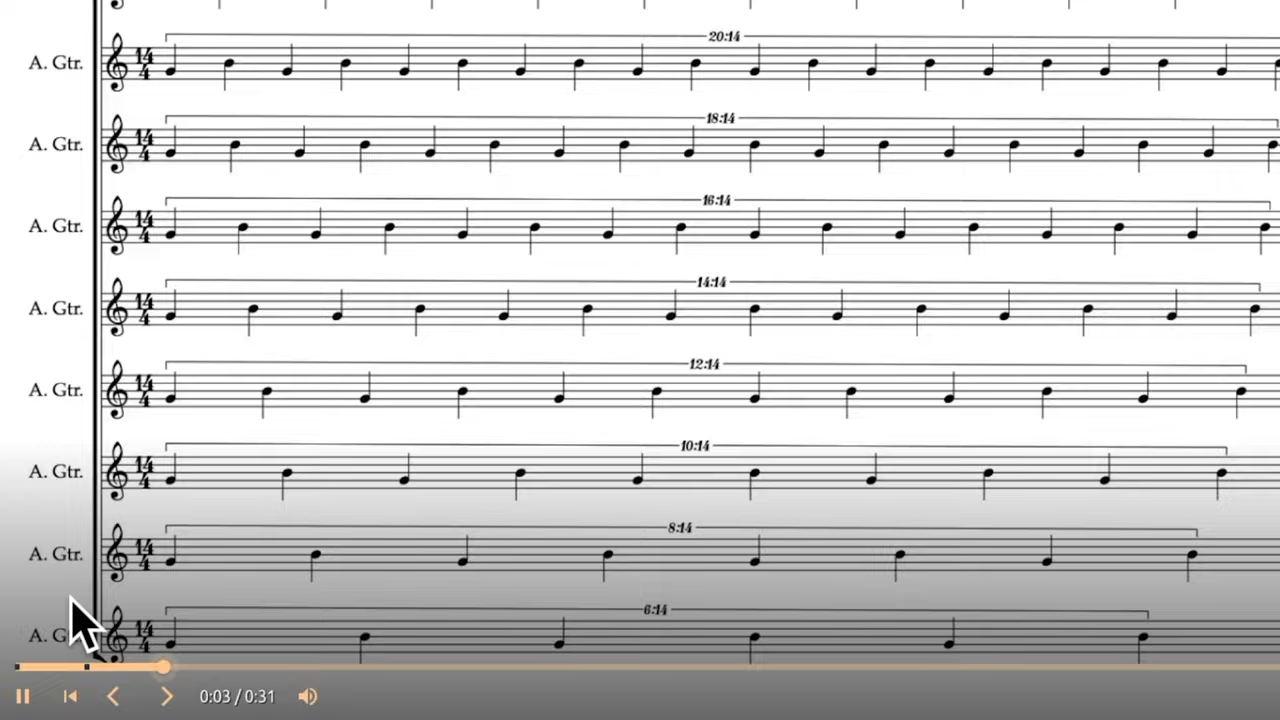 20:14
A. Gtr. 14 4
18:14
A. Gtr. 14 4
16:14
A. Gtr. 14 4
14:14
A. Gtr. 14 4
12:14
A. Gtr. 14 4
10:14
A. Gtr. 14 4
8:14
A. Gtr. 14 4
6:14
A. G 14 4
0:03 / 0:31